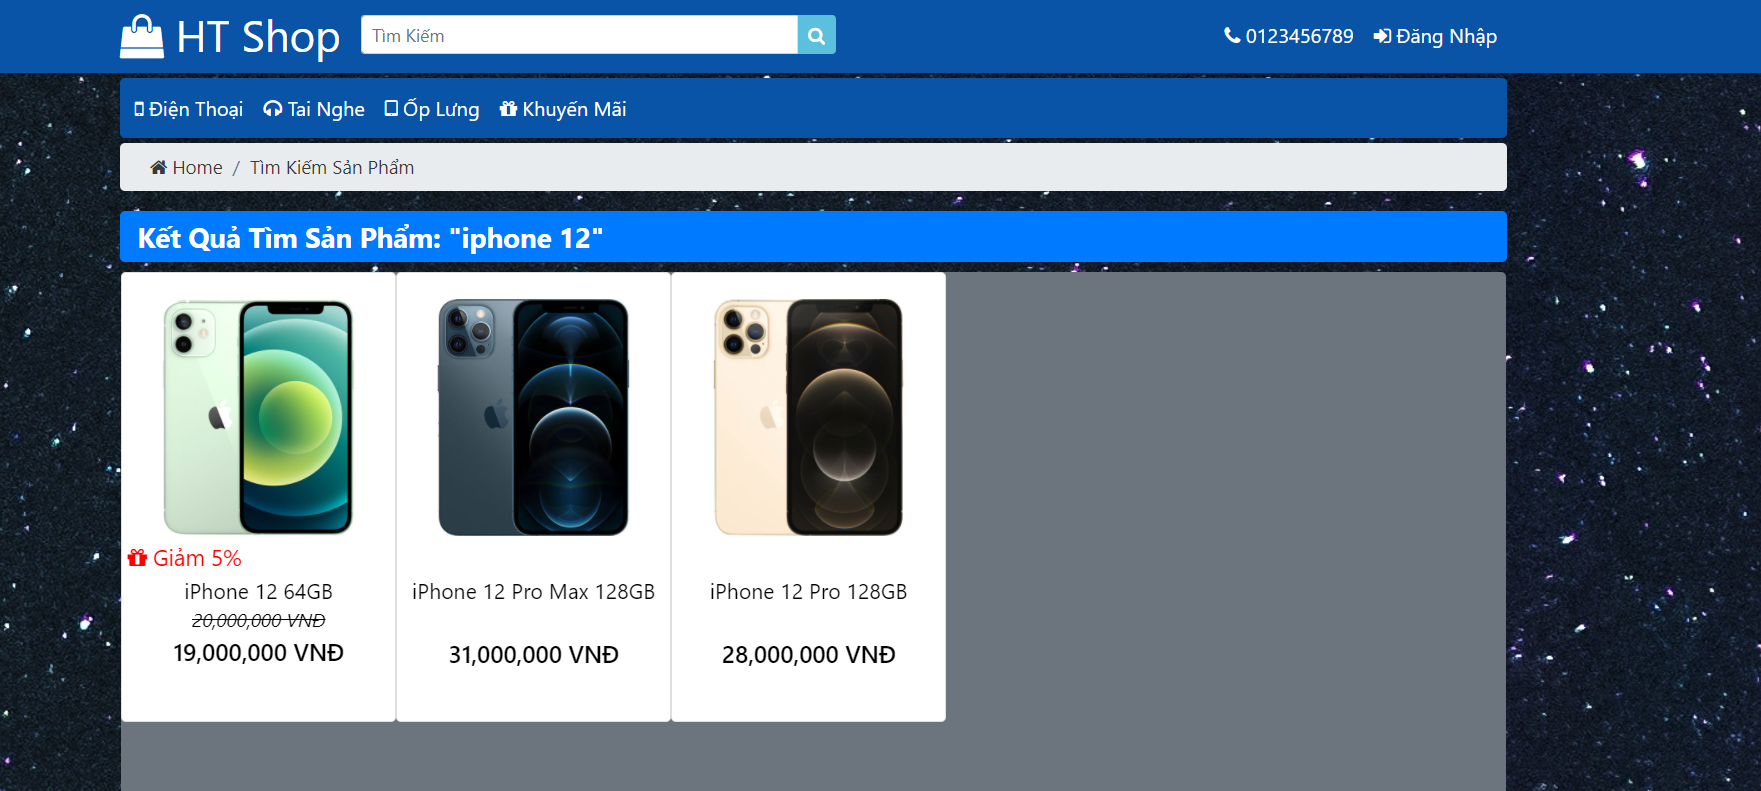 HT Shop
Tìm Kiếm
0123456789
Đăng Nhập
Điện Thoại
Tai Nghe
Ốp Lưng
Khuyến Mãi
Home / Tìm Kiếm Sản Phẩm
Kết Quả Tìm Sản Phẩm: "iphone 12"
Giảm 5%
iPhone 12 64GB
20,000,000 VNĐ
19,000,000 VNĐ
iPhone 12 Pro Max 128GB
31,000,000 VNĐ
iPhone 12 Pro 128GB
28,000,000 VNĐ